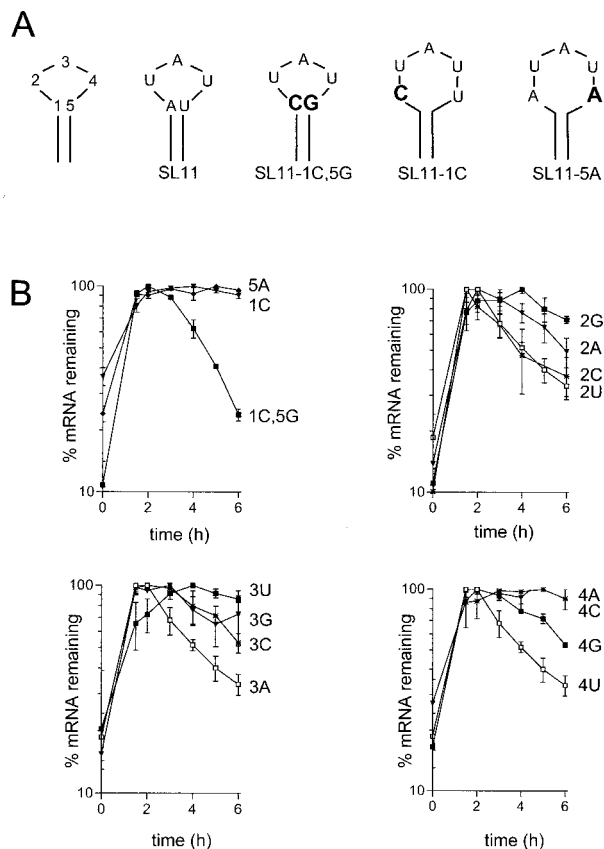 A
3
2 4
1 5
A
U U
A U
SL11
A
U U
C G
SL11-1C,5G
A
U U
C U
SL11-1C
U A
A U
A
SL11-5A
B
% mRNA remaining
100
10
0 2 4 6
time (h)
5A
1C
1C,5G
% mRNA remaining
100
10
0 2 4 6
time (h)
2G
2A
2C
2U
% mRNA remaining
100
10
0 2 4 6
time (h)
3U
3G
3C
3A
% mRNA remaining
100
10
0 2 4 6
time (h)
4A
4C
4G
4U